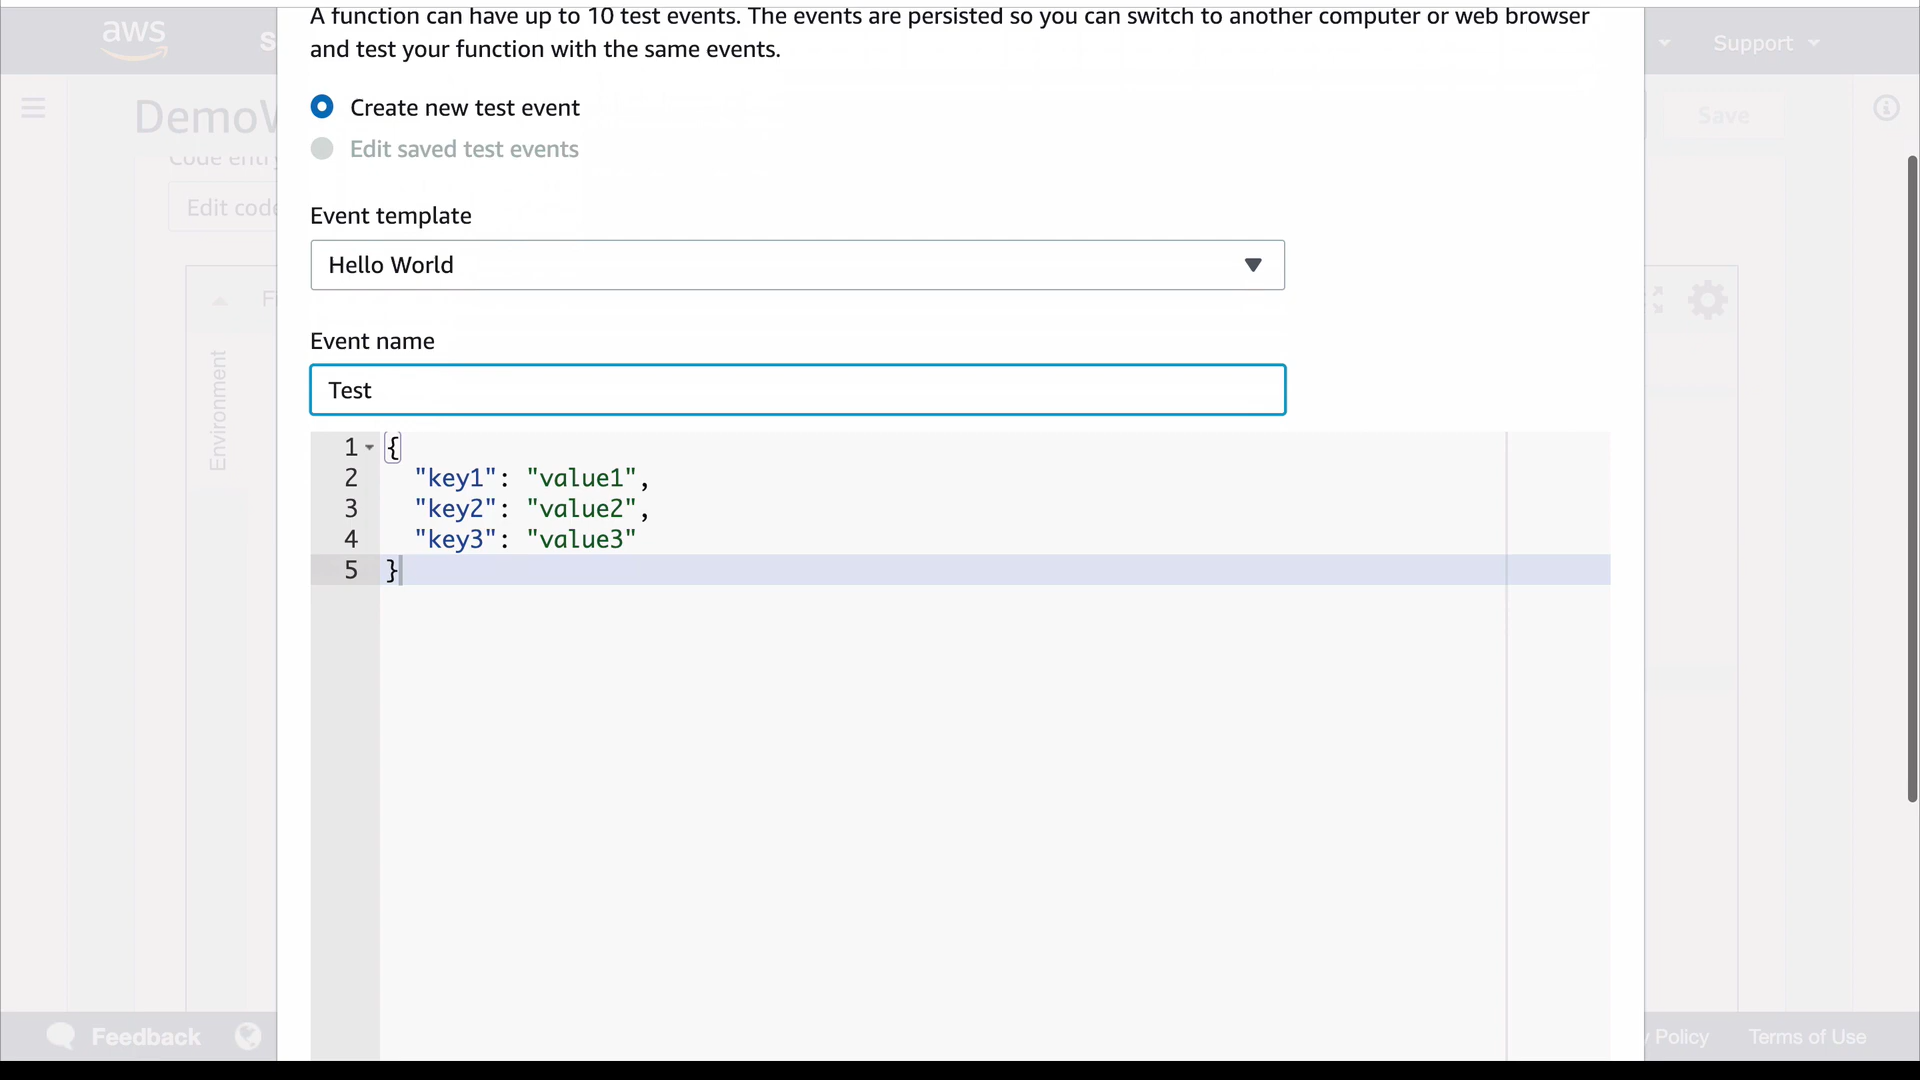 A function can have up to 10 test events. The events are persisted so you can switch to another computer or web browser
and test your function with the same events.
aws
Support
Create new test event
Save
Edit saved test events
Event template
Hello World
Event name
Environment
Test
1 {
2 "key1": "value1",
3 "key2": "value2",
4 "key3": "value3"
5 }
Feedback
Policy
Terms of Use